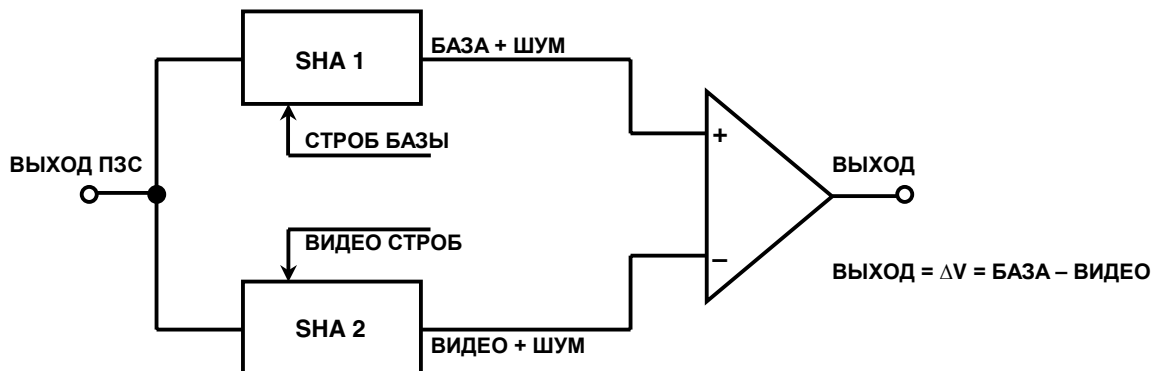 БАЗА + ШУМ
SHA 1
СТРОБ БАЗЫ
+
ВЫХОД ПЗС
ВЫХОД
ВИДЕО СТРОБ
–
ВЫХОД = ΔV = БАЗА – ВИДЕО
SHA 2
ВИДЕО + ШУМ